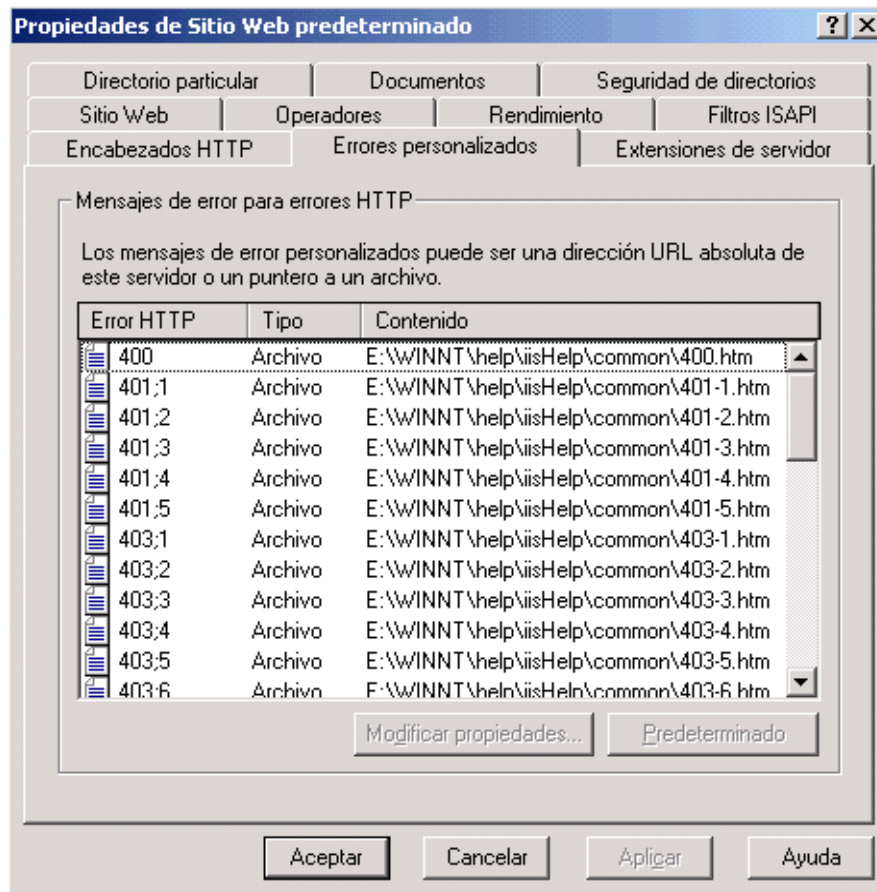 Propiedades de Sitio Web predeterminado
Directorio particular Documentos Seguridad de directorios
Sitio Web Operadores Rendimiento Filtros ISAPI
Encabezados HTTP Errores personalizados Extensiones de servidor
Mensajes de error para errores HTTP
Los mensajes de error personalizados puede ser una dirección URL absoluta de
este servidor o un puntero a un archivo.
Error HTTP Tipo Contenido
400 Archivo E:\WINNT\help\iisHelp\common\400.htm
401;1 Archivo E:\WINNT\help\iisHelp\common\401-1.htm
401;2 Archivo E:\WINNT\help\iisHelp\common\401-2.htm
401;3 Archivo E:\WINNT\help\iisHelp\common\401-3.htm
401;4 Archivo E:\WINNT\help\iisHelp\common\401-4.htm
401;5 Archivo E:\WINNT\help\iisHelp\common\401-5.htm
403;1 Archivo E:\WINNT\help\iisHelp\common\403-1.htm
403;2 Archivo E:\WINNT\help\iisHelp\common\403-2.htm
403;3 Archivo E:\WINNT\help\iisHelp\common\403-3.htm
403;4 Archivo E:\WINNT\help\iisHelp\common\403-4.htm
403;5 Archivo E:\WINNT\help\iisHelp\common\403-5.htm
403;6 Archivo E:\WINNT\help\iisHelp\common\403-6.htm
Modificar propiedades... Predeterminado
Aceptar Cancelar Aplicar Ayuda